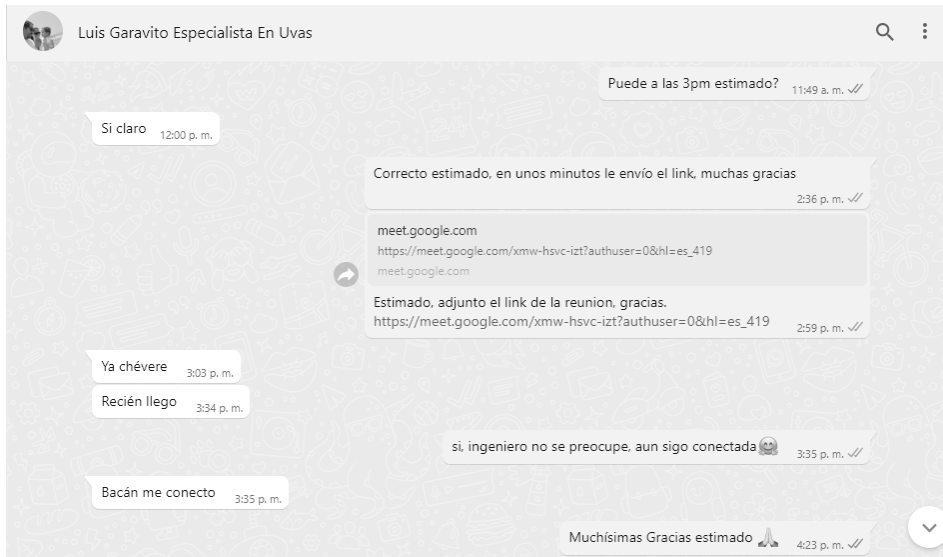 Luis Garavito Especialista En Uvas
Puede a las 3pm estimado? 11:49 a. m.
Si claro 12:00 p. m.
Correcto estimado, en unos minutos le envío el link, muchas gracias
2:36 p. m.
meet.google.com
https://meet.google.com/xmw-hsvc-izt?authuser=0&hl=es_419
meet.google.com
Estimado, adjunto el link de la reunion, gracias.
https://meet.google.com/xmw-hsvc-izt?authuser=0&hl=es_419 2:59 p. m.
Ya chévere 3:03 p. m.
Recién llego 3:34 p. m.
si, ingeniero no se preocupe, aun sigo conectada🤗 3:35 p. m.
Bacán me conecto 3:35 p. m.
Muchísimas Gracias estimado 🙏 4:23 p. m.